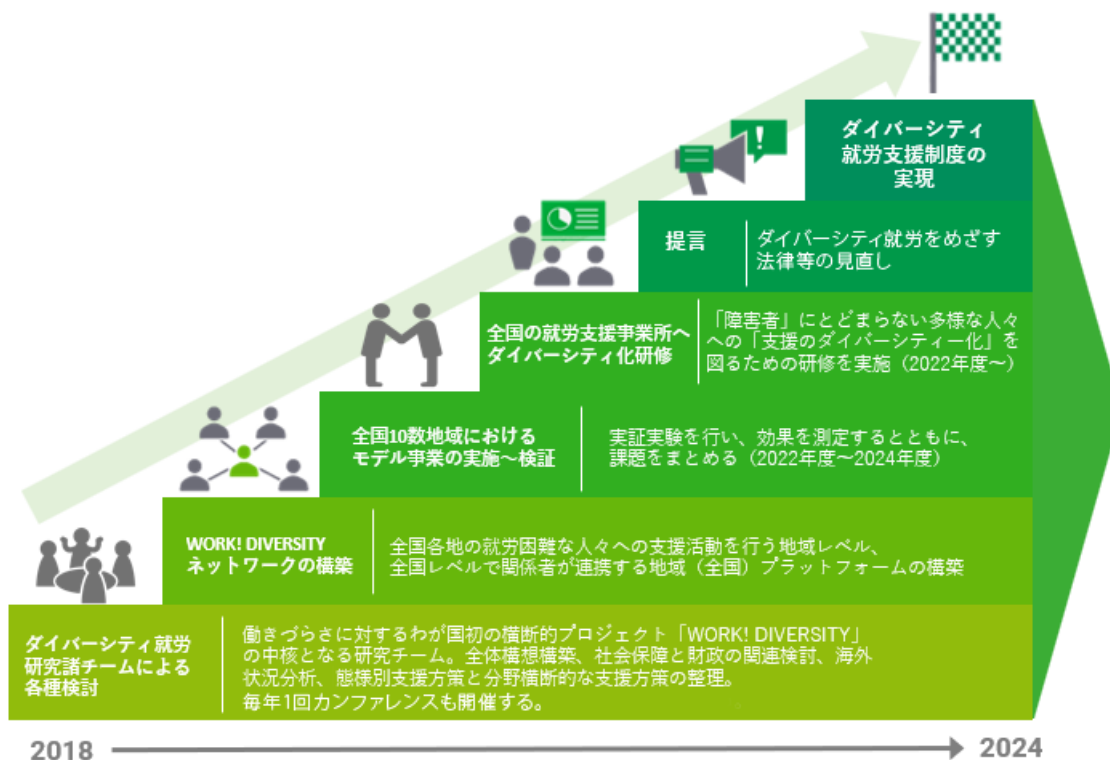 ダイバーシティ
就労支援制度の
実現
提言
ダイバーシティ就労をめざす
法律等の見直し
全国の就労支援事業所へ
ダイバーシティ化研修
「障害者」にとどまらない多様な人々
への「支援のダイバーシティー化」を
図るための研修を実施（2022年度～）
全国10数地域における
モデル事業の実施～検証
実証実験を行い、効果を測定するとともに、
課題をまとめる（2022年度～2024年度）
WORK! DIVERSITY
ネットワークの構築
全国各地の就労困難な人々への支援活動を行う地域レベル、
全国レベルで関係者が連携する地域（全国）プラットフォームの構築
ダイバーシティ就労
研究諸チームによる
各種検討
働きづらさに対するわが国初の横断的プロジェクト「WORK! DIVERSITY」
の中核となる研究チーム。全体構想構築、社会保障と財政の関連検討、海外
状況分析、態様別支援方策と分野横断的な支援方策の整理。
毎年1回カンファレンスも開催する。
2018
2024